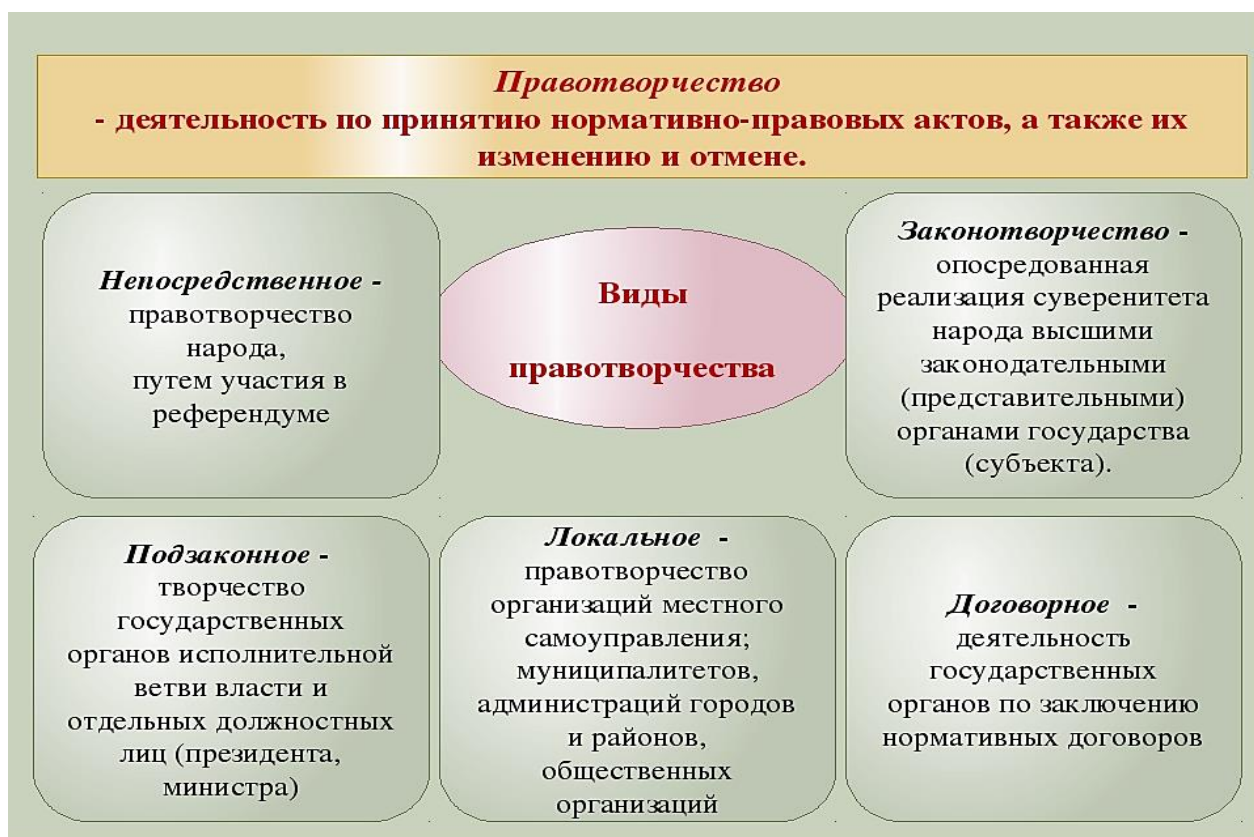 Правотворчество
- деятельность по принятию нормативно-правовых актов, а также их
изменению и отмене.
Непосредственное -
правотворчество
народа,
путем участия в
референдуме
Виды
правотворчества
Законотворчество -
опосредованная
реализация суверенитета
народа высшими
законодательными
(представительными)
органами государства
(субъекта).
Подзаконное -
творчество
государственных
органов исполнительной
ветви власти и
отдельных должностных
лиц (президента,
министра)
Локальное -
правотворчество
организаций местного
самоуправления;
муниципалитетов,
администраций городов
и районов,
общественных
организаций
Договорное -
деятельность
государственных
органов по заключению
нормативных договоров